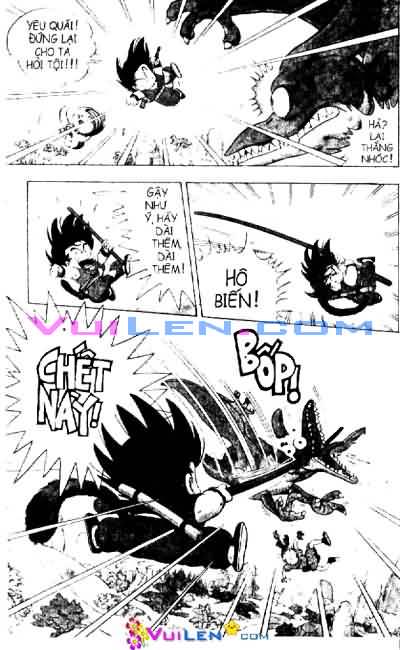 YÊU QUÁI!
ĐỨNG LẠI
CHO TA
HỎI TỘI!!!
HẢ?
LẠI
THẰNG
NHÓC!
GẬY
NHƯ
Ý, HÃY
DÀI
THÊM,
DÀI
THÊM!
HÔ
BIẾN!
VUILEN.COM
CHẾT
NÀY!
BỐP!
VUILEN.COM